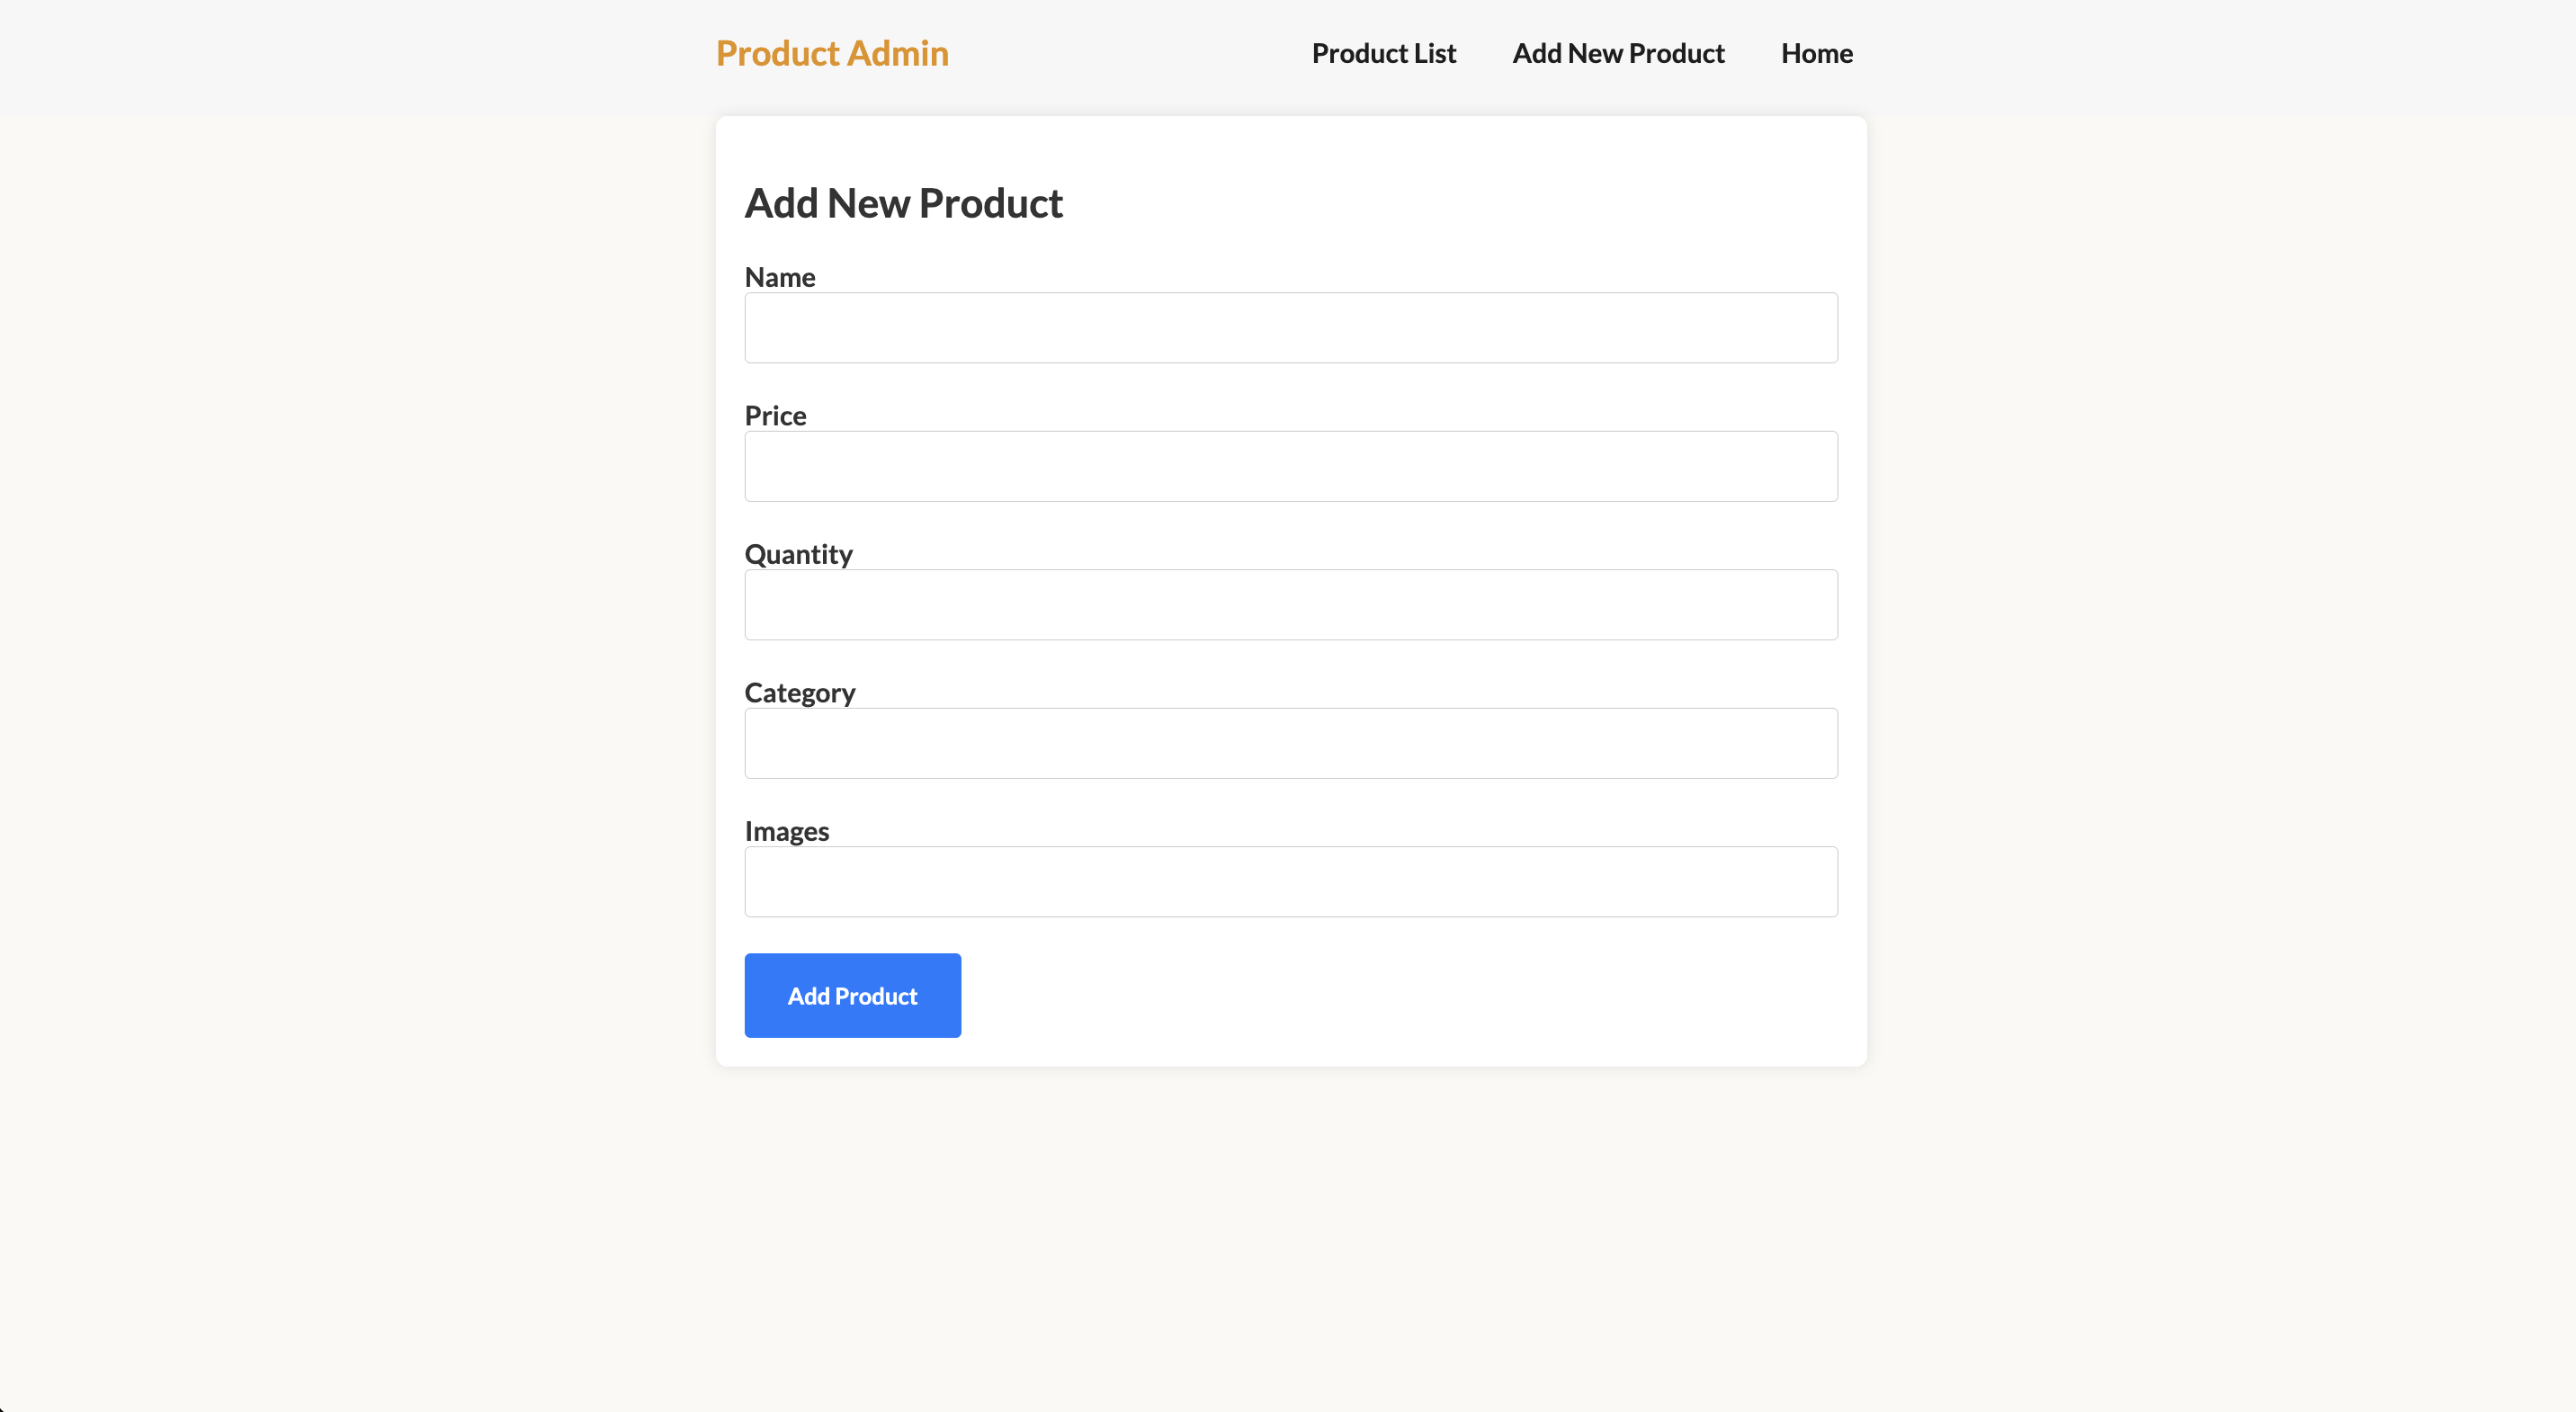 Product Admin
Product List
Add New Product
Home
Add New Product
Name
Price
Quantity
Category
Images
Add Product